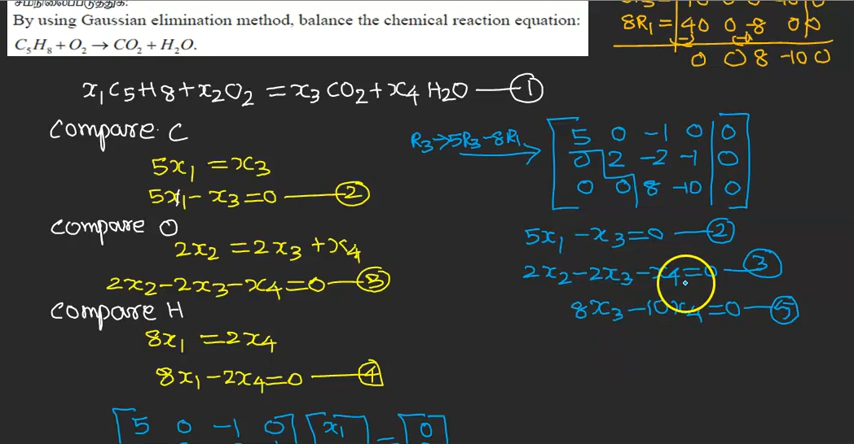 சமநிலைப்படுத்துக:
By using Gaussian elimination method, balance the chemical reaction equation:
C₅H₈ + O₂ → CO₂ + H₂O.
8R₁ = 40 0 -8 0 0
0 0 8 -10 0
x₁C5H8+x₂O₂ = x₃CO₂+x₄H₂O — ①
Compare C
5x₁ = x₃
5x₁ - x₃ = 0 — ②
Compare O
2x₂ = 2x₃ + x₄
2x₂ - 2x₃ - x₄ = 0 — ③
Compare H
8x₁ = 2x₄
8x₁ - 2x₄ = 0 — ④
5 0 -1 0 x₁ = 0
R₃→5R₃-8R₁
5 0 -1 0 | 0
0 2 -2 -1 | 0
0 0 8 -10 | 0
5x₁ - x₃ = 0 — ②
2x₂ - 2x₃ - x₄ = 0 — ③
8x₃ - 10x₄ = 0 — ⑤